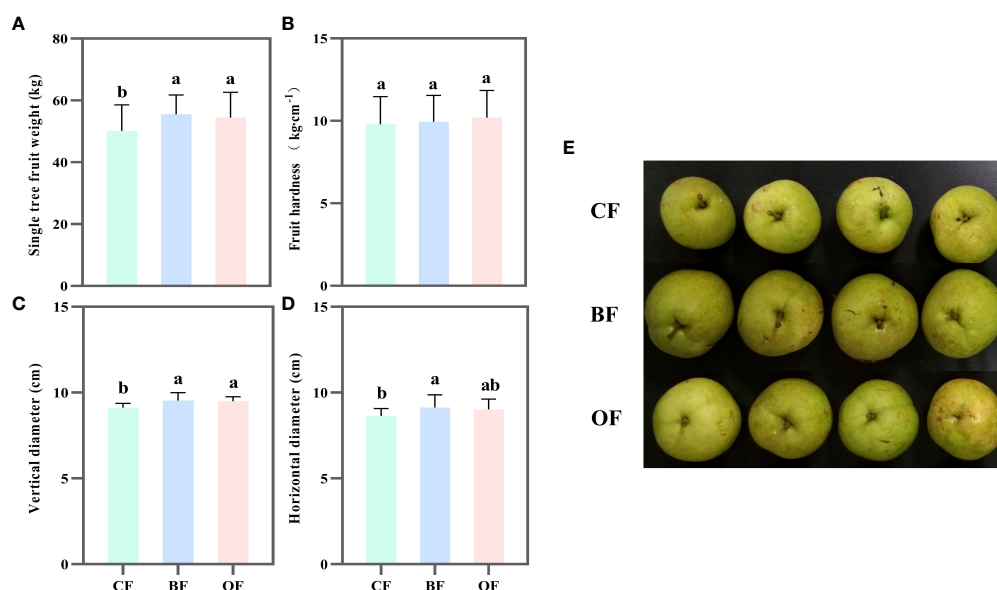 A
Single tree fruit weight (kg)
80
60
40
20
0
b
a
a
B
Fruit hardness （ kg·cm⁻¹)
15
10
5
0
a
a
a
C
Vertical diameter (cm)
15
10
5
0
b
a
a
CF
BF
OF
D
Horizontal diameter (cm)
15
10
5
0
b
a
ab
CF
BF
OF
E
CF
BF
OF